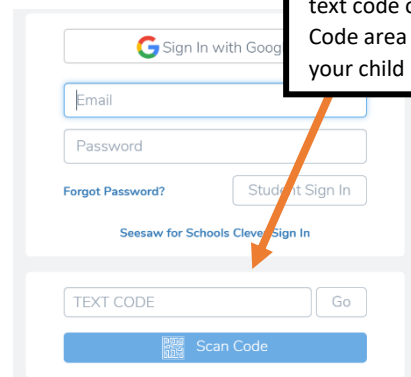 text code
Code area
your child
Sign In with Goog
Email
Password
Forgot Password?
Student Sign In
Seesaw for Schools Clever Sign In
TEXT CODE
Go
Scan Code